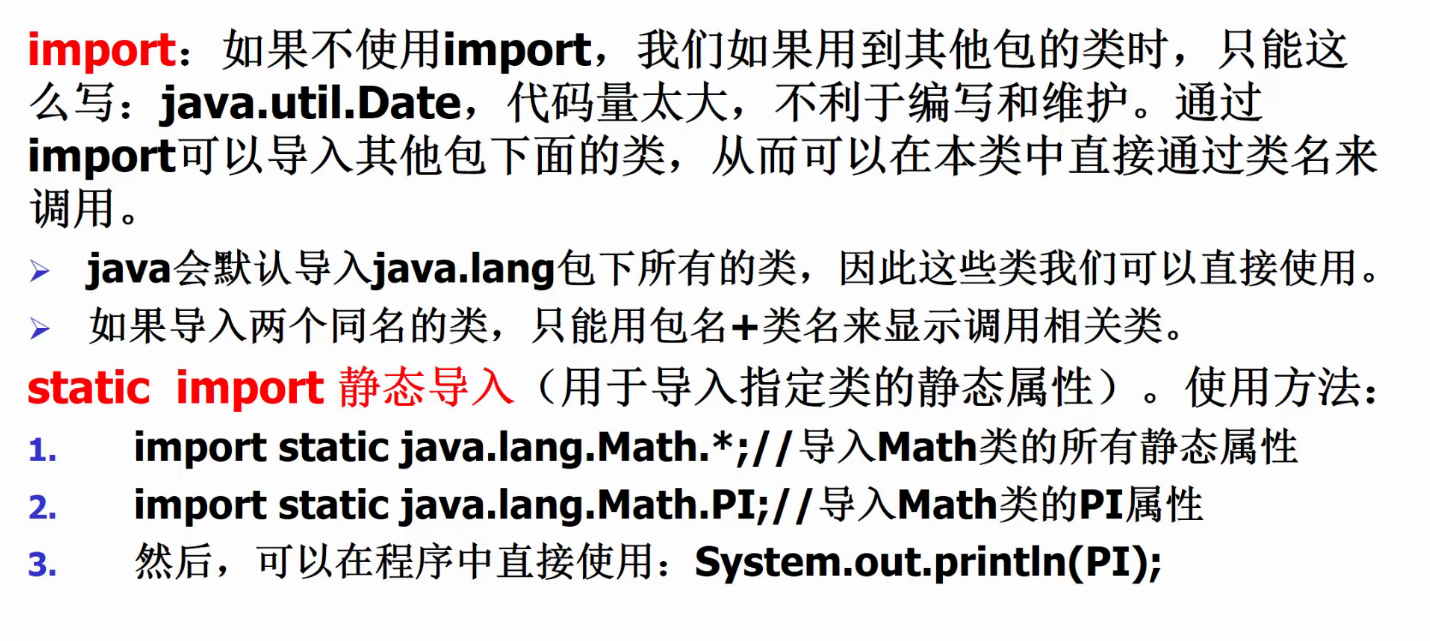 import：如果不使用import，我们如果用到其他包的类时，只能这
么写：java.util.Date，代码量太大，不利于编写和维护。通过
import可以导入其他包下面的类，从而可以在本类中直接通过类名来
调用。
➢ java会默认导入java.lang包下所有的类，因此这些类我们可以直接使用。
➢ 如果导入两个同名的类，只能用包名+类名来显示调用相关类。
static import 静态导入（用于导入指定类的静态属性）。使用方法：
1. import static java.lang.Math.*;//导入Math类的所有静态属性
2. import static java.lang.Math.PI;//导入Math类的PI属性
3. 然后，可以在程序中直接使用：System.out.println(PI);